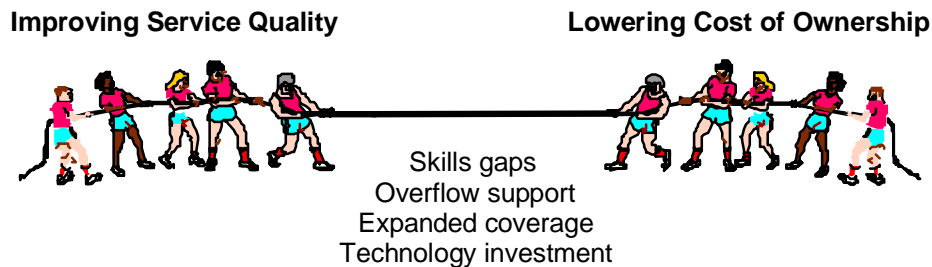 Improving Service Quality
Lowering Cost of Ownership
Skills gaps
Overflow support
Expanded coverage
Technology investment